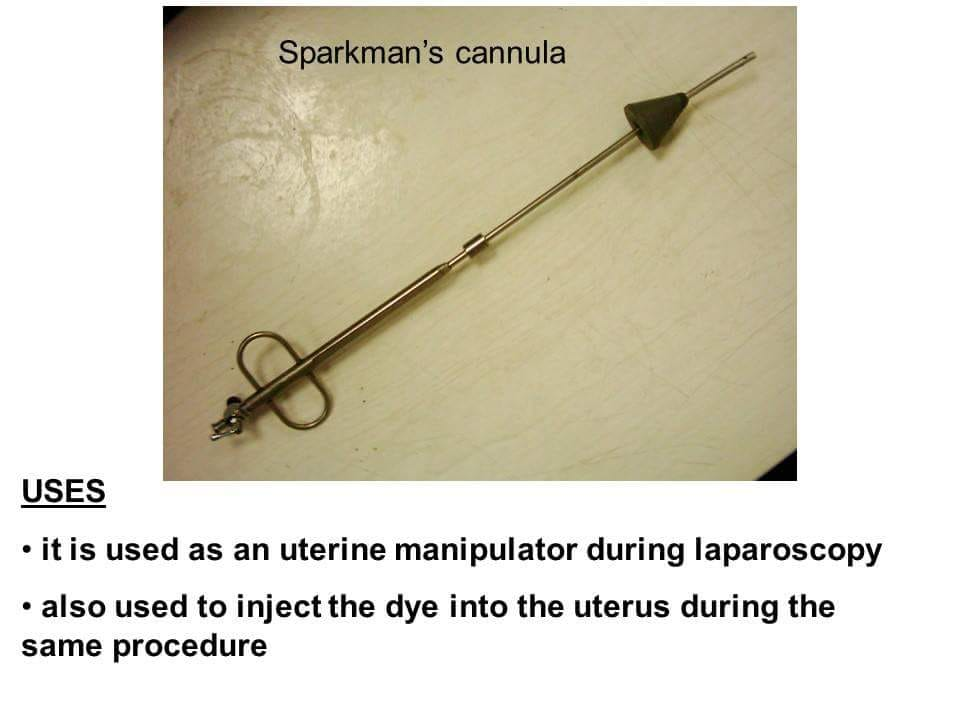 Sparkman’s cannula
USES
• it is used as an uterine manipulator during laparoscopy
• also used to inject the dye into the uterus during the
same procedure